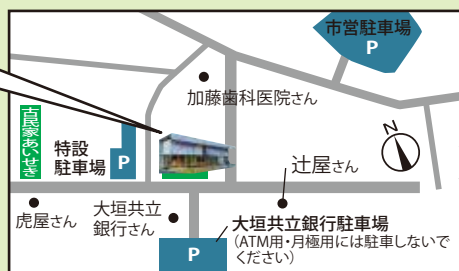 市営駐車場
P
加藤歯科医院さん
N
古民家あいせき
特設
駐車場
P
辻屋さん
虎屋さん
大垣共立
銀行さん
大垣共立銀行駐車場
(ATM用・月極用には駐車しないで
ください)
P